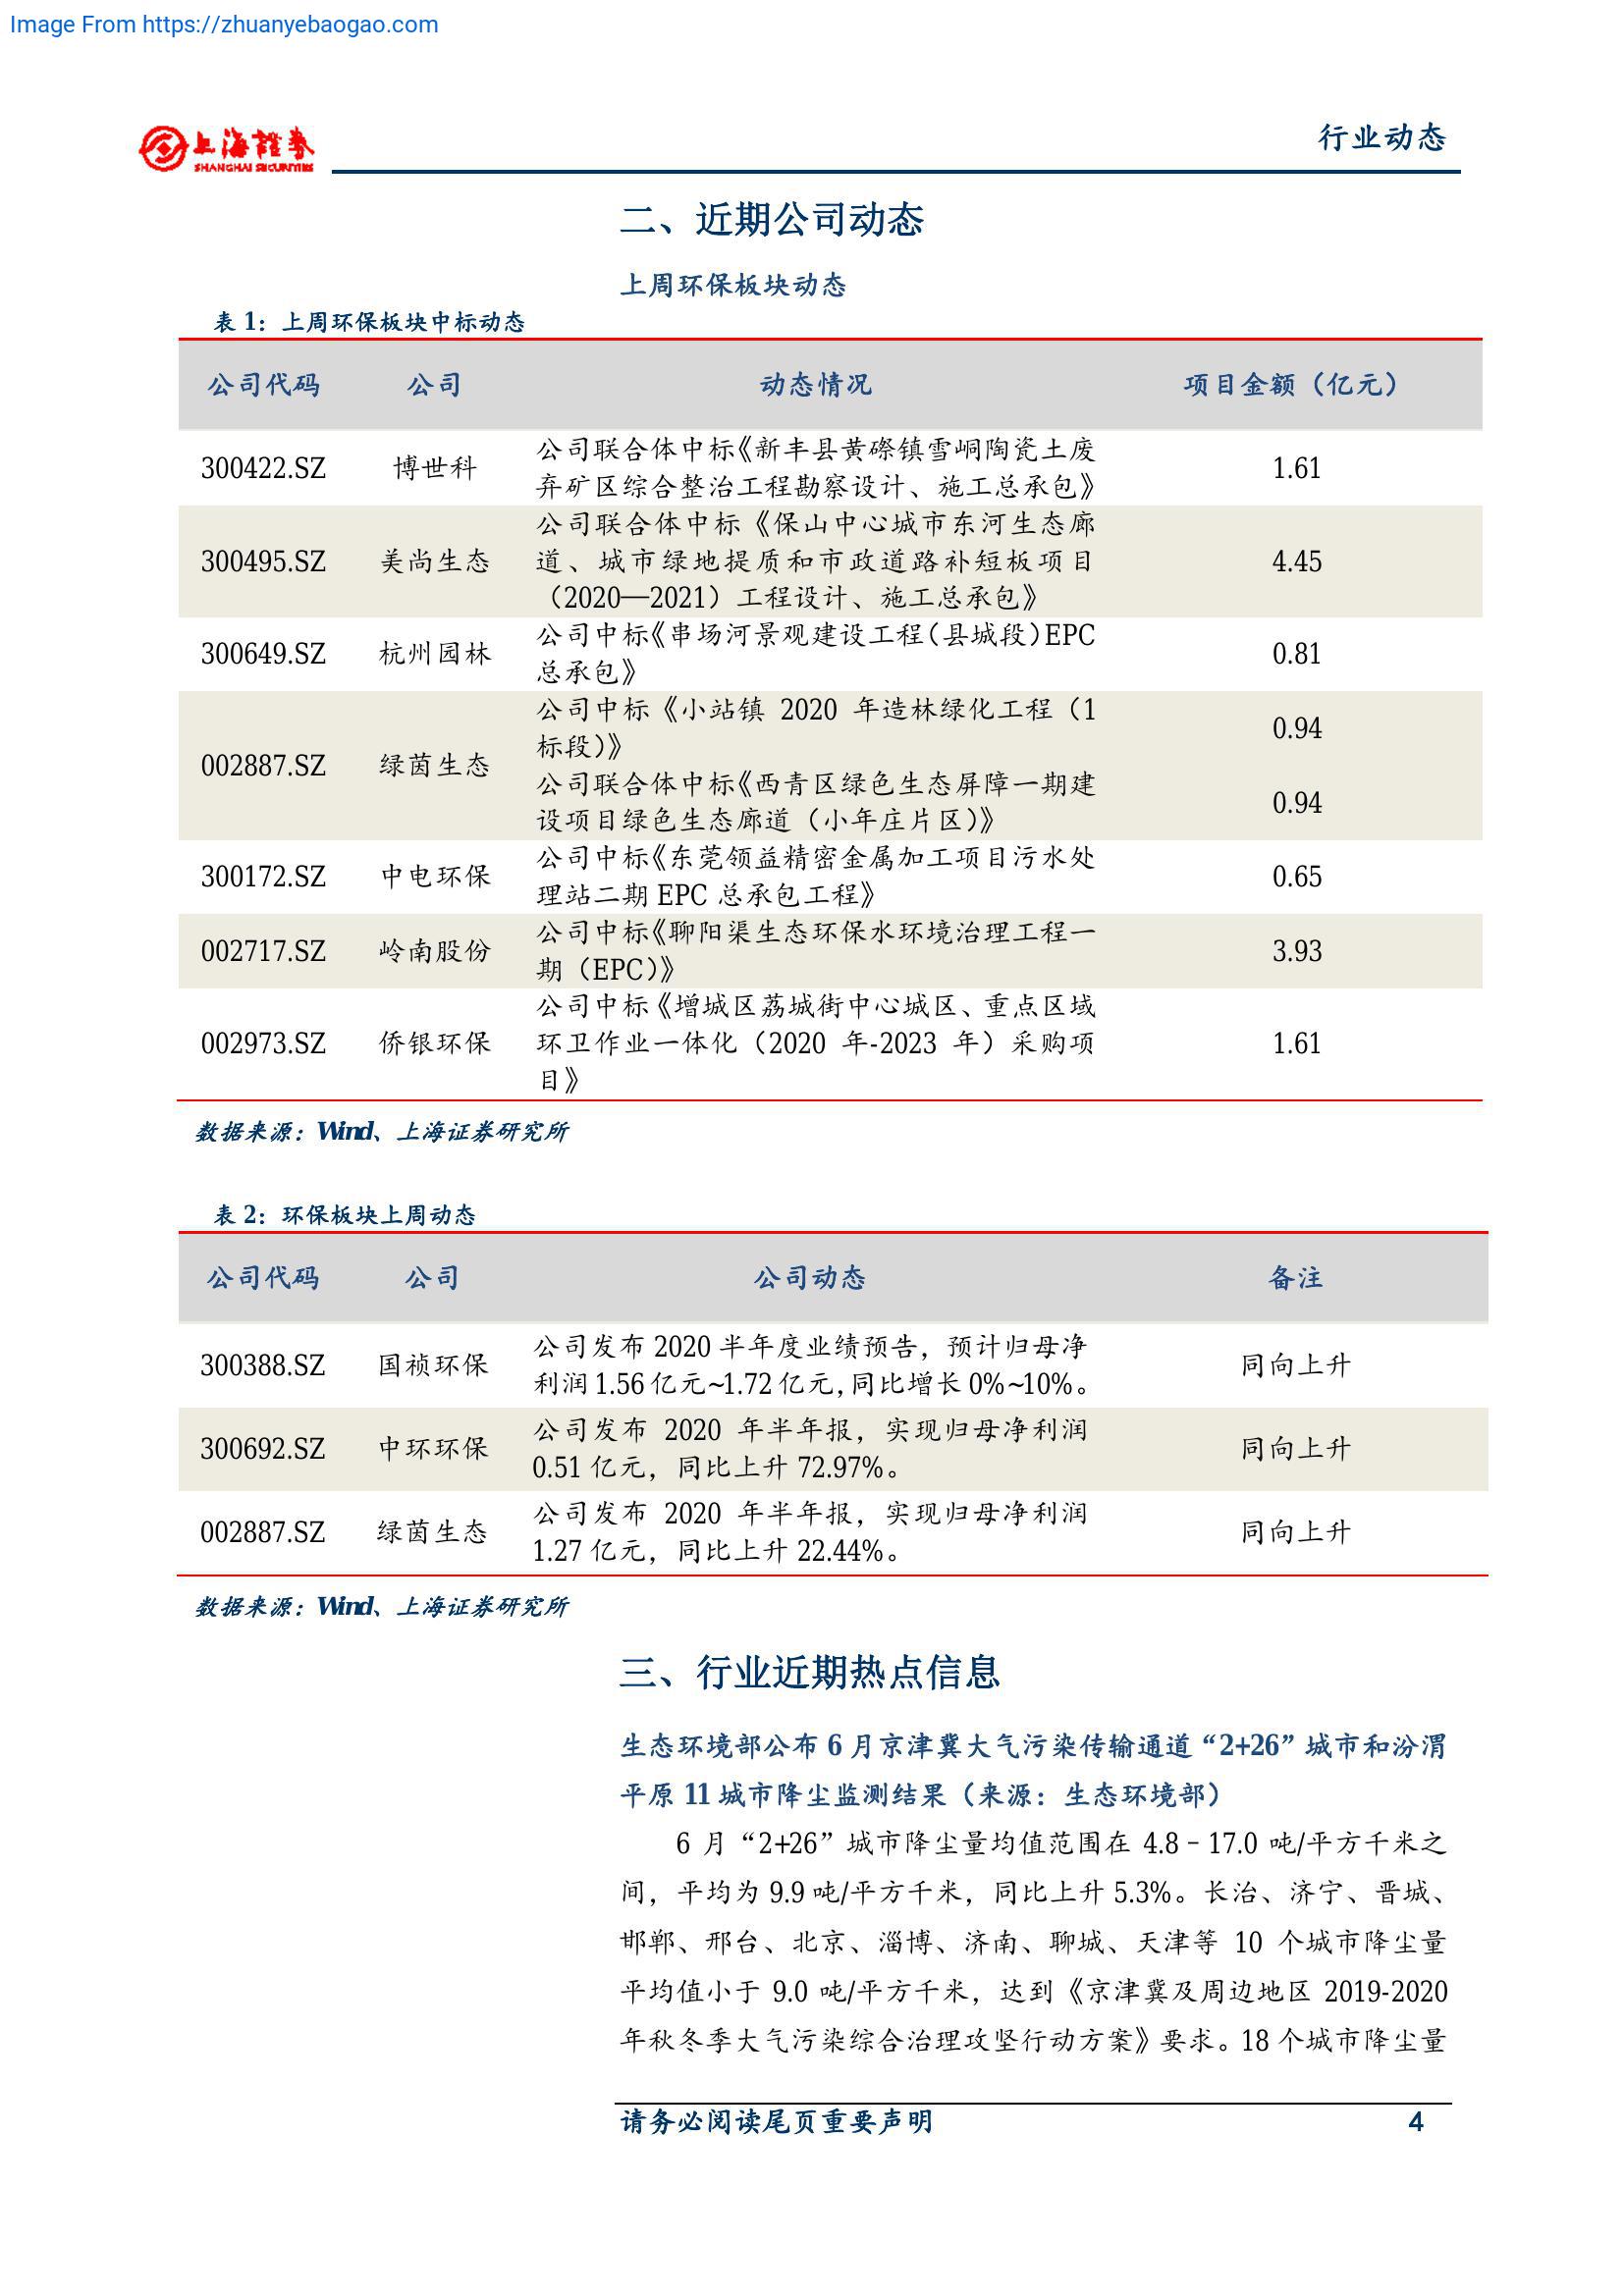 Image From https://zhuanyebaogao.com
上海證券
SHANGHAI SECURITIES
行业动态
二、近期公司动态
上周环保板块动态
表 1：上周环保板块中标动态
公司代码 公司 动态情况 项目金额（亿元）
300422.SZ 博世科 公司联合体中标《新丰县黄磜镇雪峒陶瓷土废
弃矿区综合整治工程勘察设计、施工总承包》 1.61
300495.SZ 美尚生态 公司联合体中标《保山中心城市东河生态廊
道、城市绿地提质和市政道路补短板项目
（2020—2021）工程设计、施工总承包》 4.45
300649.SZ 杭州园林 公司中标《串场河景观建设工程（县城段）EPC
总承包》 0.81
002887.SZ 绿茵生态 公司中标《小站镇 2020 年造林绿化工程（1
标段）》 0.94
公司联合体中标《西青区绿色生态屏障一期建
设项目绿色生态廊道（小年庄片区）》 0.94
300172.SZ 中电环保 公司中标《东莞领益精密金属加工项目污水处
理站二期 EPC 总承包工程》 0.65
002717.SZ 岭南股份 公司中标《聊阳渠生态环保水环境治理工程一
期（EPC）》 3.93
002973.SZ 侨银环保 公司中标《增城区荔城街中心城区、重点区域
环卫作业一体化（2020 年-2023 年）采购项
目》 1.61
数据来源：Wind、上海证券研究所
表 2：环保板块上周动态
公司代码 公司 公司动态 备注
300388.SZ 国祯环保 公司发布 2020 半年度业绩预告，预计归母净
利润 1.56 亿元~1.72 亿元，同比增长 0%~10%。 同向上升
300692.SZ 中环环保 公司发布 2020 年半年报，实现归母净利润
0.51 亿元，同比上升 72.97%。 同向上升
002887.SZ 绿茵生态 公司发布 2020 年半年报，实现归母净利润
1.27 亿元，同比上升 22.44%。 同向上升
数据来源：Wind、上海证券研究所
三、行业近期热点信息
生态环境部公布 6 月京津冀大气污染传输通道“2+26”城市和汾渭
平原 11 城市降尘监测结果（来源：生态环境部）
6 月“2+26”城市降尘量均值范围在 4.8﹣17.0 吨/平方千米之
间，平均为 9.9 吨/平方千米，同比上升 5.3%。长治、济宁、晋城、
邯郸、邢台、北京、淄博、济南、聊城、天津等 10 个城市降尘量
平均值小于 9.0 吨/平方千米，达到《京津冀及周边地区 2019-2020
年秋冬季大气污染综合治理攻坚行动方案》要求。18 个城市降尘量
请务必阅读尾页重要声明 4